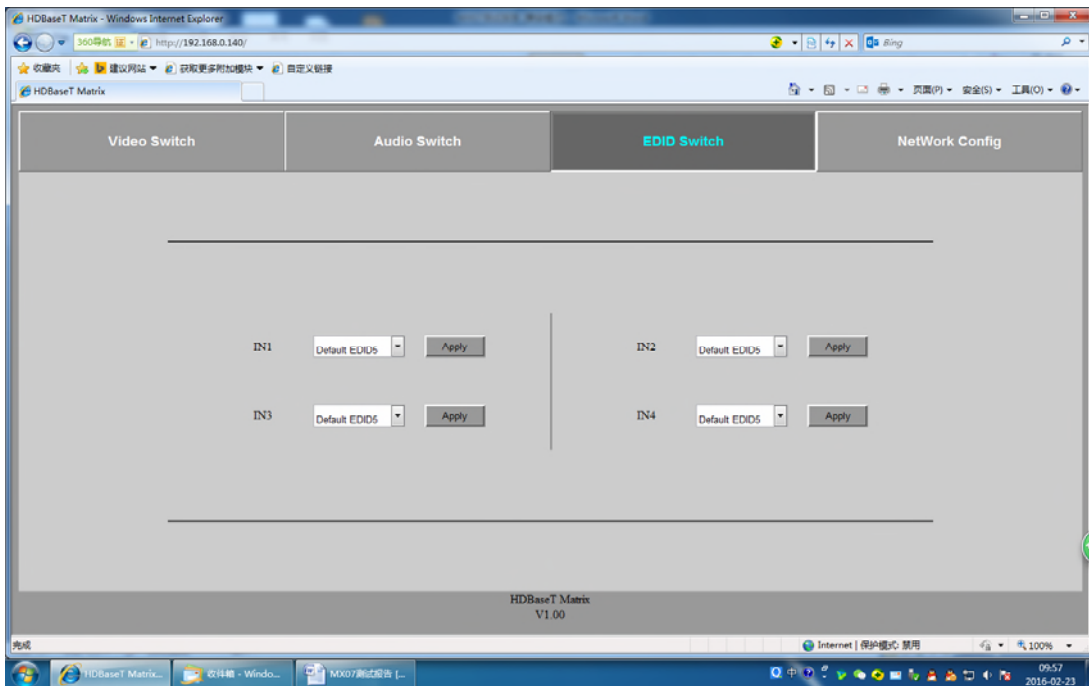 HDBaseT Matrix - Windows Internet Explorer
360导航 http://192.168.0.140/ Bing
收藏夹 建议网站 获取更多附加模块 自定义链接
HDBaseT Matrix 页面(P) 安全(S) 工具(O)
Video Switch Audio Switch EDID Switch NetWork Config
IN1 Default EDID5 Apply IN2 Default EDID5 Apply
IN3 Default EDID5 Apply IN4 Default EDID5 Apply
HDBaseT Matrix
V1.00
完成 Internet | 保护模式: 禁用 100%
HDBaseT Matrix... 收件箱 - Windo... MX07测试报告 [... 中 09:57
2016-02-23